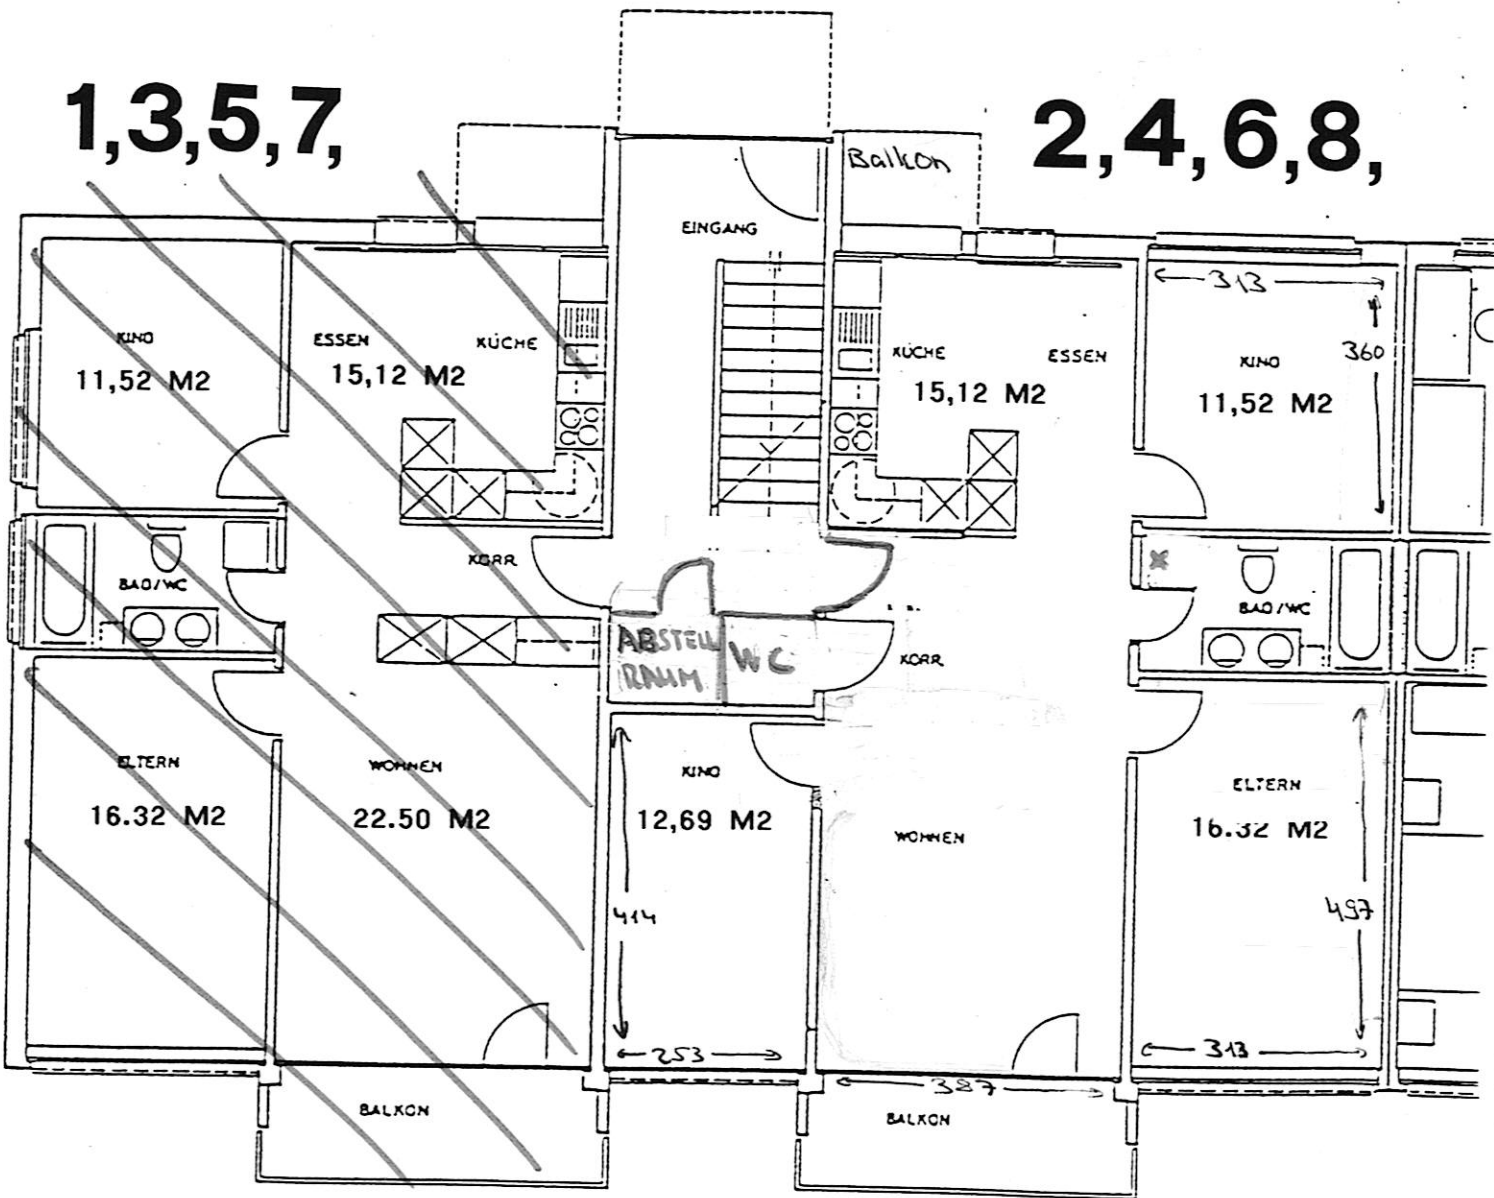 1,3,5,7,
2,4,6,8,
Balkon
EINGANG
KIND
11,52 M2
ESSEN
KÜCHE
15,12 M2
KÜCHE
ESSEN
15,12 M2
KIND
11,52 M2
313
360
BAD/WC
KORR
ABSTELL
RAUM
WC
KORR
BAD/WC
ELTERN
16.32 M2
WOHNEN
22.50 M2
KIND
12,69 M2
414
253
WOHNEN
387
ELTERN
16.32 M2
497
313
BALKON
BALKON